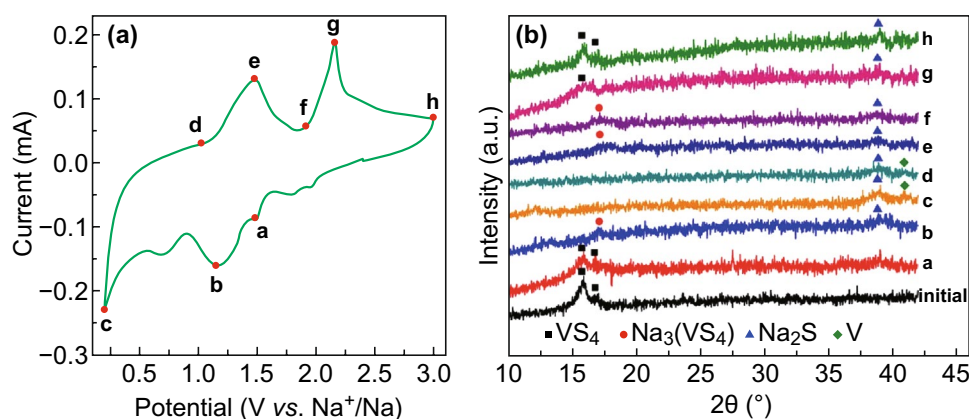 (a)
Current (mA)
0.2
0.1
0.0
−0.1
−0.2
−0.3
a
b
c
d
e
f
g
h
0.5 1.0 1.5 2.0 2.5 3.0
Potential (V vs. Na⁺/Na)
(b)
Intensity (a.u.)
h
g
f
e
d
c
b
a
initial
VS₄ Na₃(VS₄) Na₂S V
10 15 20 25 30 35 40 45
2θ (°)